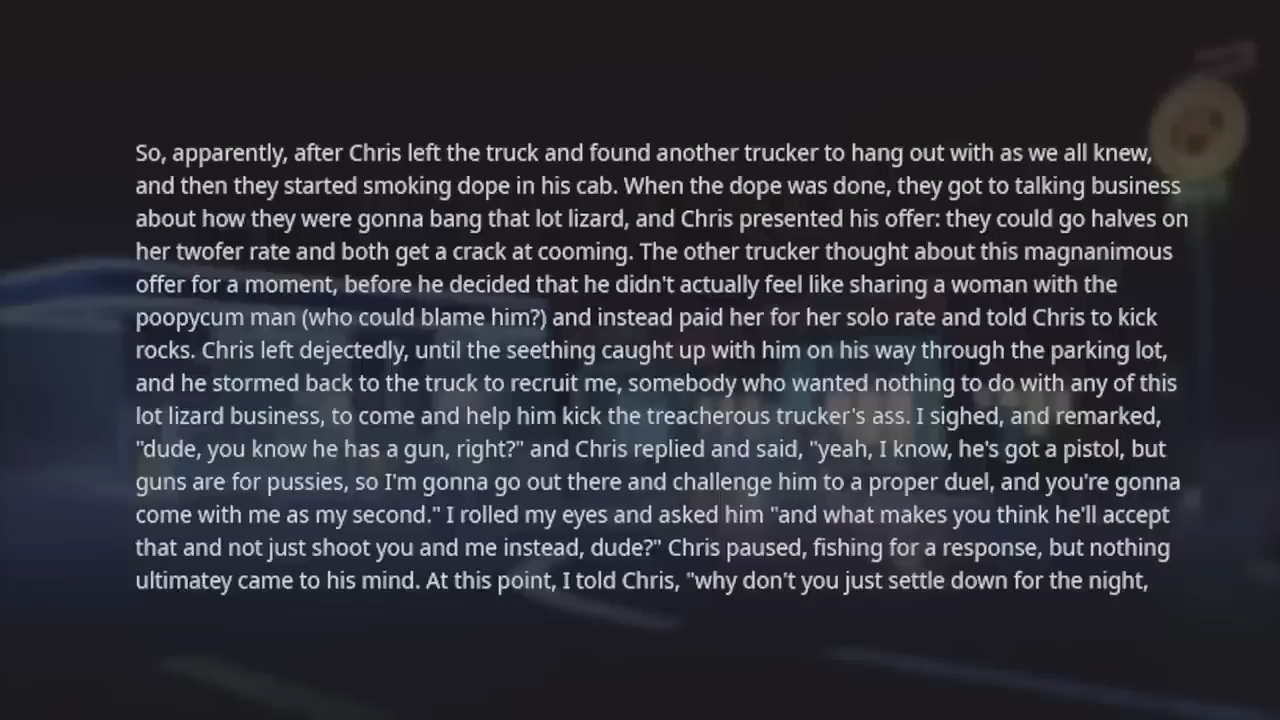 So, apparently, after Chris left the truck and found another trucker to hang out with as we all knew,
and then they started smoking dope in his cab. When the dope was done, they got to talking business
about how they were gonna bang that lot lizard, and Chris presented his offer: they could go halves on
her twofer rate and both get a crack at cooming. The other trucker thought about this magnanimous
offer for a moment, before he decided that he didn't actually feel like sharing a woman with the
poopycum man (who could blame him?) and instead paid her for her solo rate and told Chris to kick
rocks. Chris left dejectedly, until the seething caught up with him on his way through the parking lot,
and he stormed back to the truck to recruit me, somebody who wanted nothing to do with any of this
lot lizard business, to come and help him kick the treacherous trucker's ass. I sighed, and remarked,
"dude, you know he has a gun, right?" and Chris replied and said, "yeah, I know, he's got a pistol, but
guns are for pussies, so I'm gonna go out there and challenge him to a proper duel, and you're gonna
come with me as my second." I rolled my eyes and asked him "and what makes you think he'll accept
that and not just shoot you and me instead, dude?" Chris paused, fishing for a response, but nothing
ultimatey came to his mind. At this point, I told Chris, "why don't you just settle down for the night,